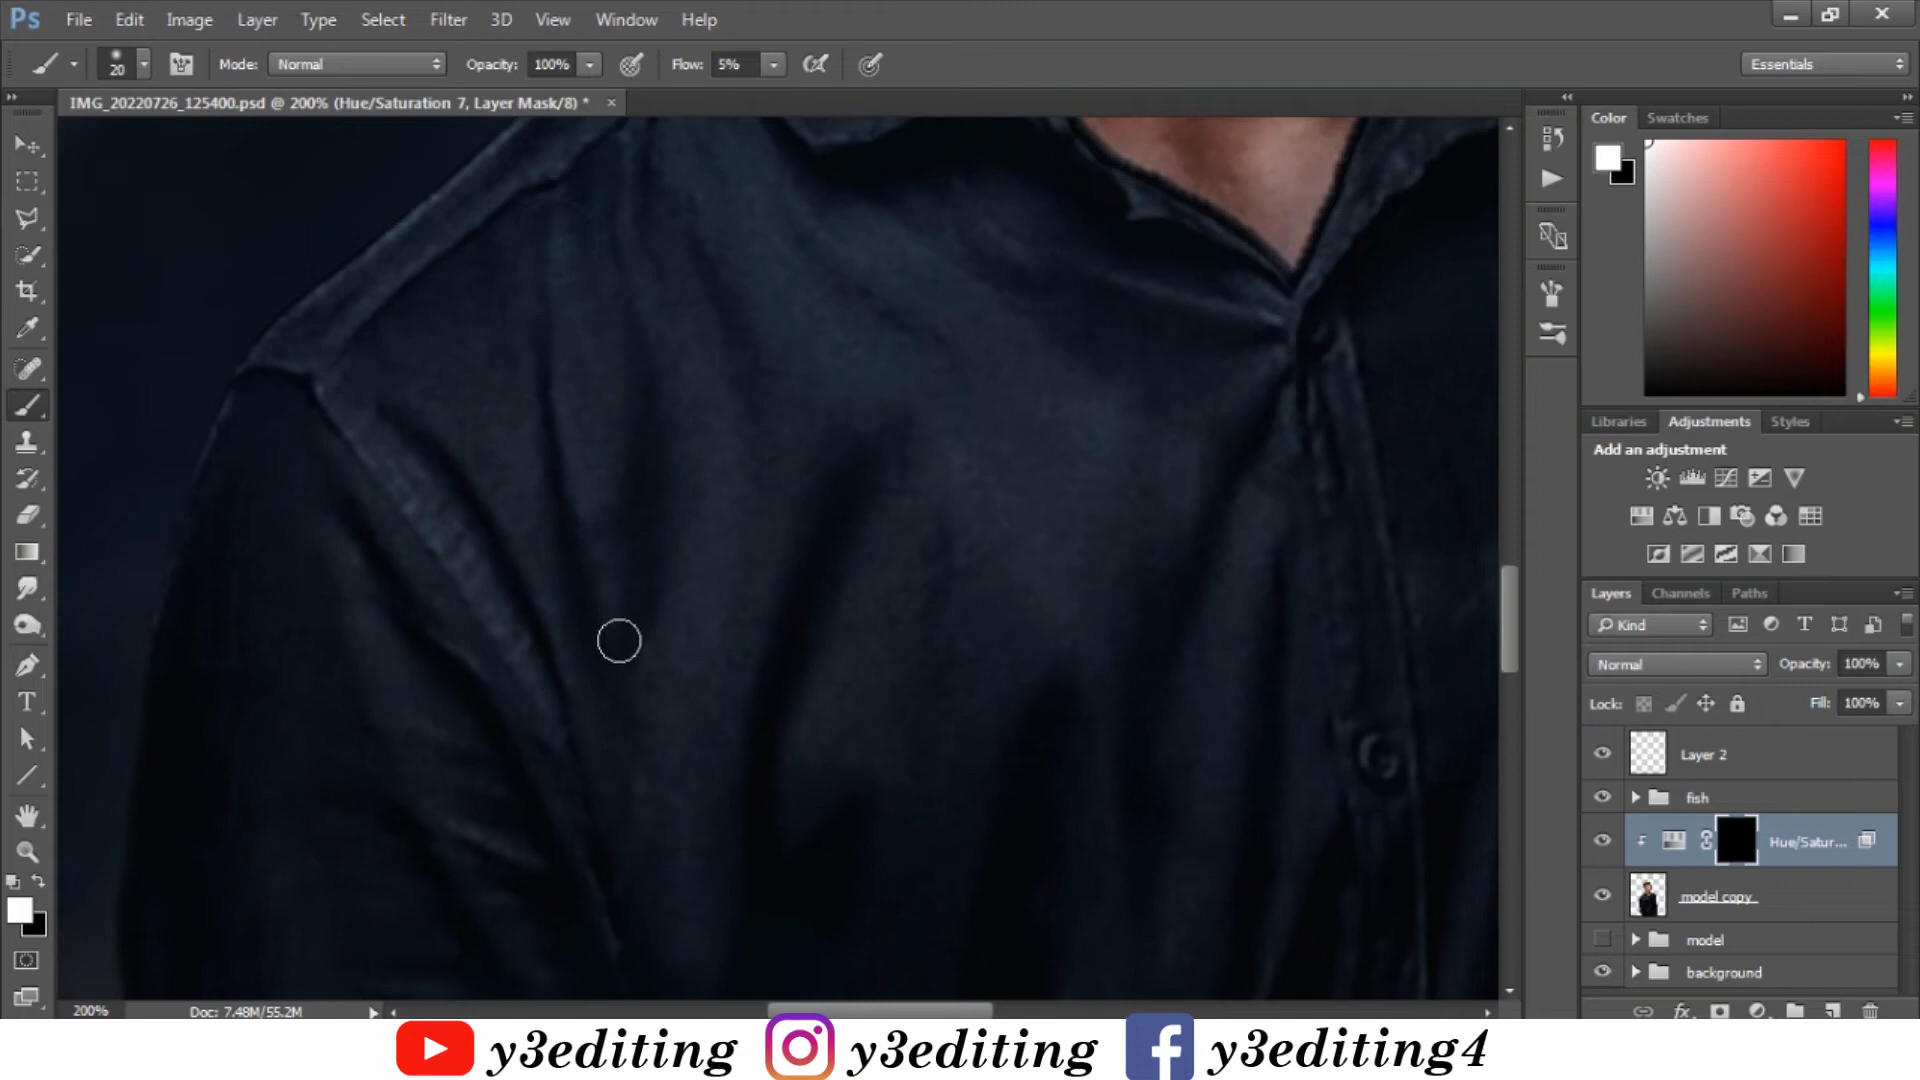 Ps File Edit Image Layer Type Select Filter 3D View Window Help
20 Mode: Normal Opacity: 100% Flow: 5% Essentials
IMG_20220726_125400.psd @ 200% (Hue/Saturation 7, Layer Mask/8) * ×
Color Swatches
Libraries Adjustments Styles
Add an adjustment
Layers Channels Paths
Kind
Normal Opacity: 100%
Lock: Fill: 100%
Layer 2
fish
Hue/Satur...
model copy
model
background
200% Doc: 7.48M/55.2M
y3editing y3editing y3editing4